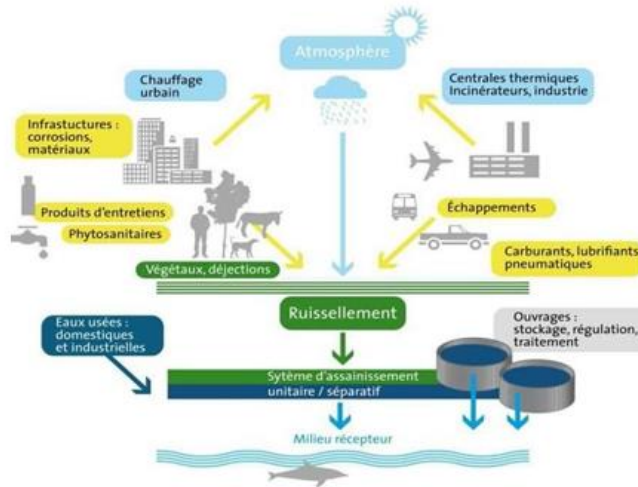 Atmosphère
Chauffage
urbain
Centrales thermiques
Incinérateurs, industrie
Infrastuctures :
corrosions,
matériaux
Produits d'entretiens
Phytosanitaires
Échappements
Végétaux, déjections
Carburants, lubrifiants
pneumatiques
Ruissellement
Eaux usées :
domestiques
et industrielles
Ouvrages :
stockage, régulation,
traitement
Sytème d'assainissement
unitaire / séparatif
Milieu récepteur